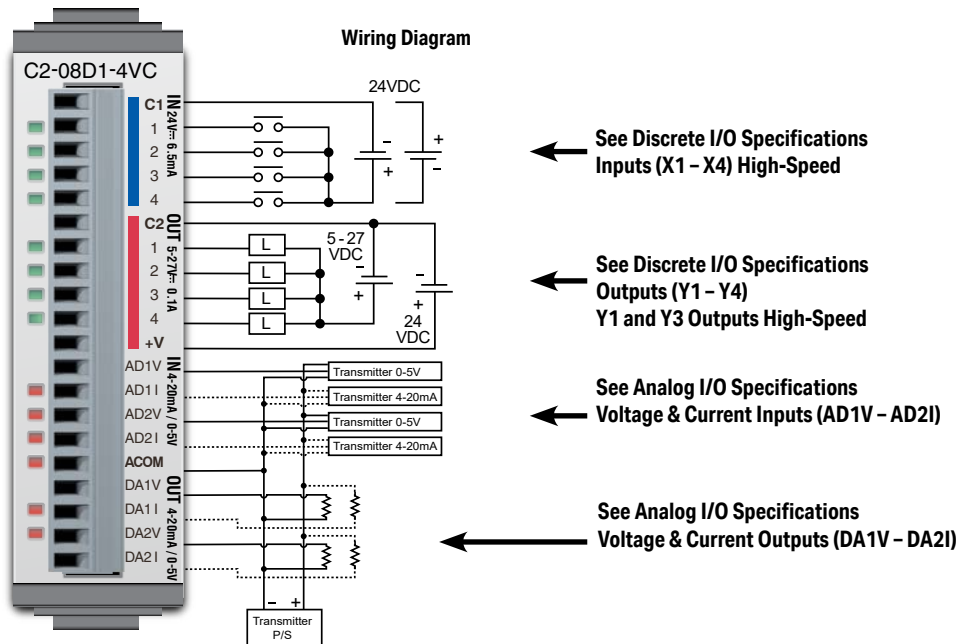 Wiring Diagram
C2-08D1-4VC
24VDC
C1
1
2
3
4
IN 24V⎓ 6.5mA
-
+
+
-
See Discrete I/O Specifications
Inputs (X1 – X4) High-Speed
C2
1
2
3
4
+V
OUT 5-27V⎓ 0.1A
L
L
L
L
5 - 27
VDC
-
+
-
+
24
VDC
See Discrete I/O Specifications
Outputs (Y1 – Y4)
Y1 and Y3 Outputs High-Speed
AD1V
AD1I
AD2V
AD2I
ACOM
IN 4-20mA / 0-5V
Transmitter 0-5V
Transmitter 4-20mA
Transmitter 0-5V
Transmitter 4-20mA
See Analog I/O Specifications
Voltage & Current Inputs (AD1V – AD2I)
DA1V
DA1I
DA2V
DA2I
OUT 4-20mA / 0-5V
See Analog I/O Specifications
Voltage & Current Outputs (DA1V – DA2I)
- +
Transmitter
P/S